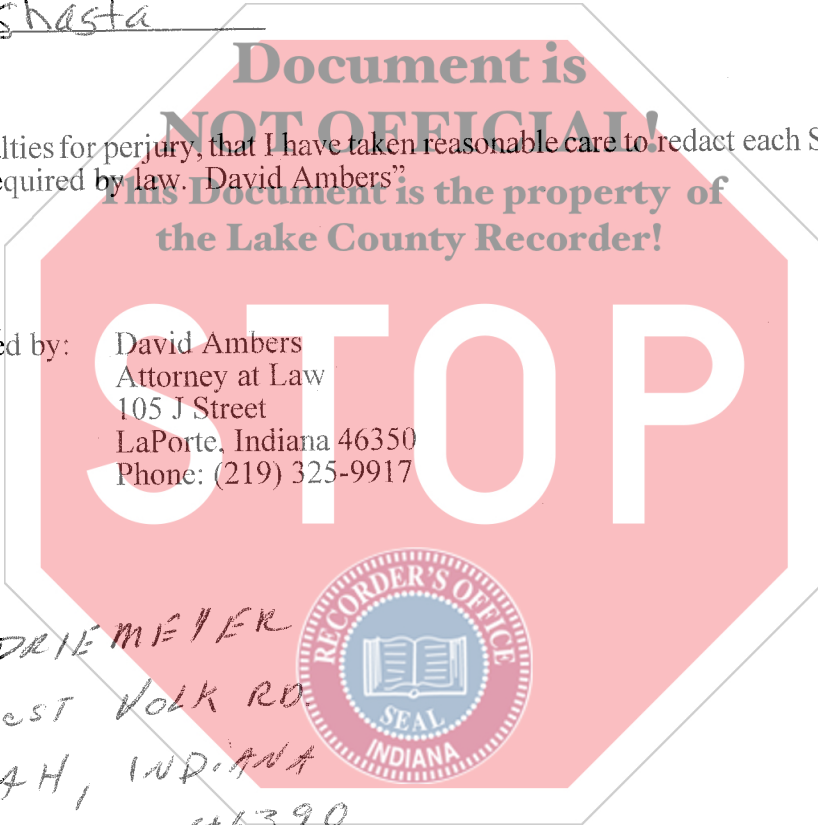 Shasta
Document is
NOT OFFICIAL!
lties for perjury, that I have taken reasonable care to redact each S
equired by law. David Ambers”
This Document is the property of
the Lake County Recorder!
STOP
ed by: David Ambers
Attorney at Law
105 J Street
LaPorte, Indiana 46350
Phone: (219) 325-9917
RECORDER'S OFFICE
SEAL
INDIANA
DRIEMEYER
EST VOLK RD.
AH, INDIANA
46390